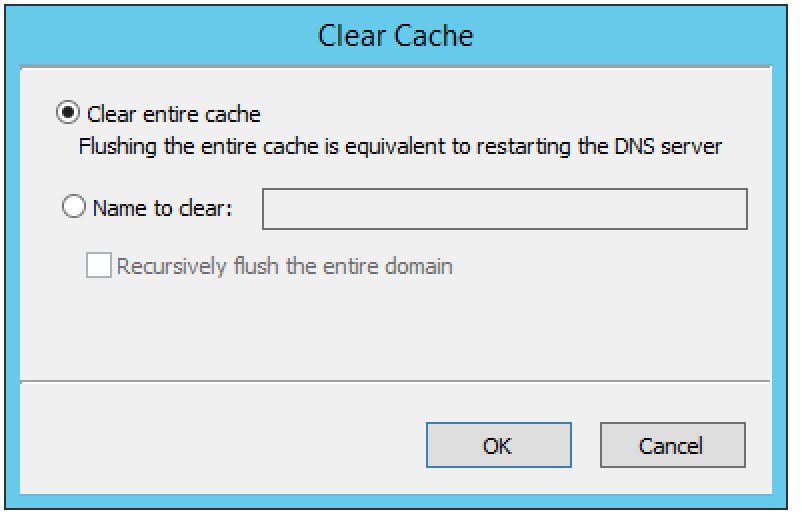 Clear Cache
Clear entire cache
Flushing the entire cache is equivalent to restarting the DNS server
Name to clear:
Recursively flush the entire domain
OK
Cancel